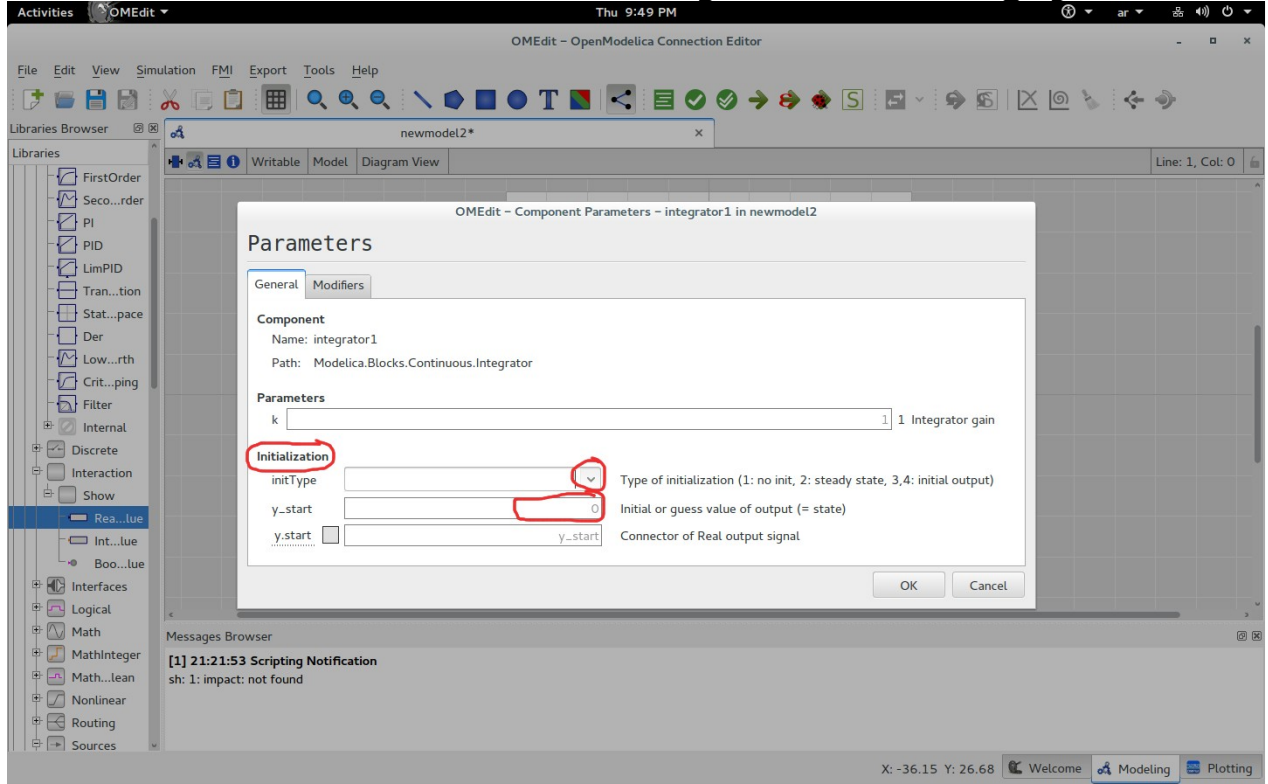 Activities OMEdit Thu 9:49 PM ar
OMEdit - OpenModelica Connection Editor
File Edit View Simulation FMI Export Tools Help
T S
Libraries Browser newmodel2*
Libraries
Writable Model Diagram View Line: 1, Col: 0
FirstOrder
Seco...rder
PI
PID
LimPID
Tran...tion
Stat...pace
Der
Low...rth
Crit...ping
Filter
Internal
Discrete
Interaction
Show
Rea...lue
Int...lue
Boo...lue
Interfaces
Logical
Math
MathInteger
Math...lean
Nonlinear
Routing
Sources
OMEdit - Component Parameters - integrator1 in newmodel2
Parameters
General Modifiers
Component
Name: integrator1
Path: Modelica.Blocks.Continuous.Integrator
Parameters
k 1 1 Integrator gain
Initialization
initType Type of initialization (1: no init, 2: steady state, 3,4: initial output)
y_start 0 Initial or guess value of output (= state)
y.start y_start Connector of Real output signal
OK Cancel
Messages Browser
[1] 21:21:53 Scripting Notification
sh: 1: impact: not found
X: -36.15 Y: 26.68 Welcome Modeling Plotting